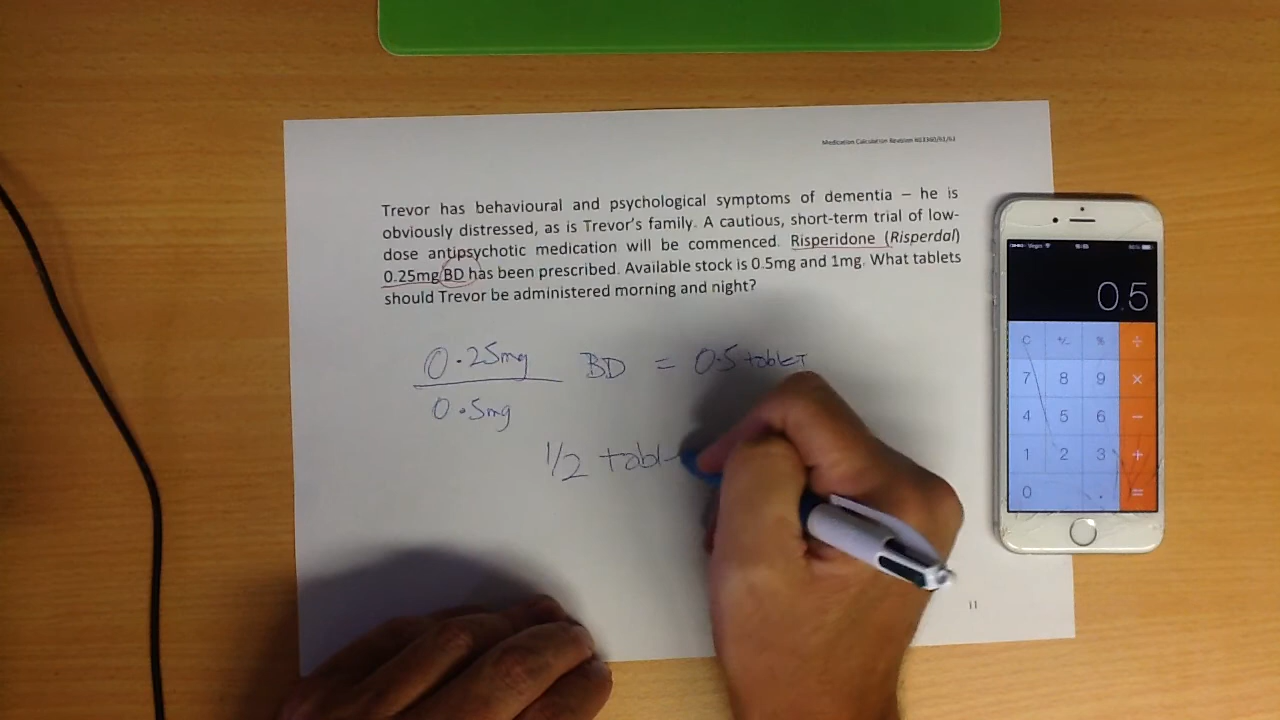 Medication Calculation Revision
Trevor has behavioural and psychological symptoms of dementia – he is
obviously distressed, as is Trevor's family. A cautious, short-term trial of low-
dose antipsychotic medication will be commenced. Risperidone (Risperdal)
0.25mg BD has been prescribed. Available stock is 0.5mg and 1mg. What tablets
should Trevor be administered morning and night?
0.25mg BD = 0.5 tablet
0.5mg
1/2 tabl
11
0.5
C +/- % ÷
7 8 9 ×
4 5 6 −
1 2 3 +
0 . =